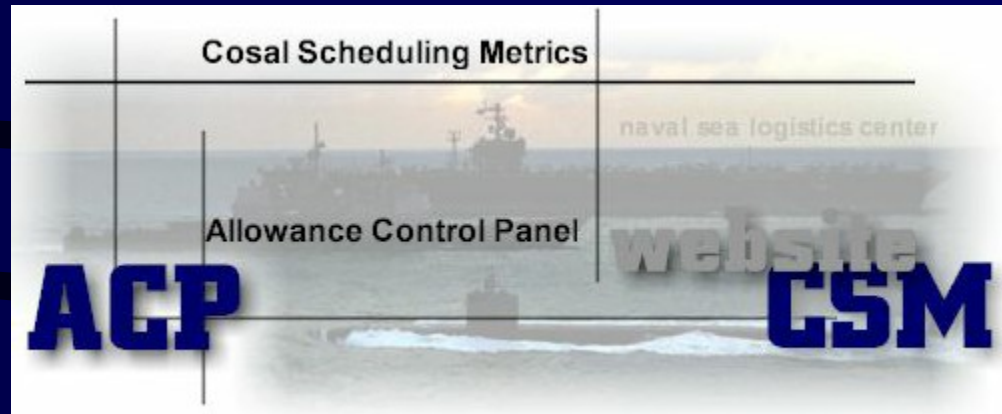 Cosal Scheduling Metrics
naval sea logistics center
Allowance Control Panel
website
ACP
CSM